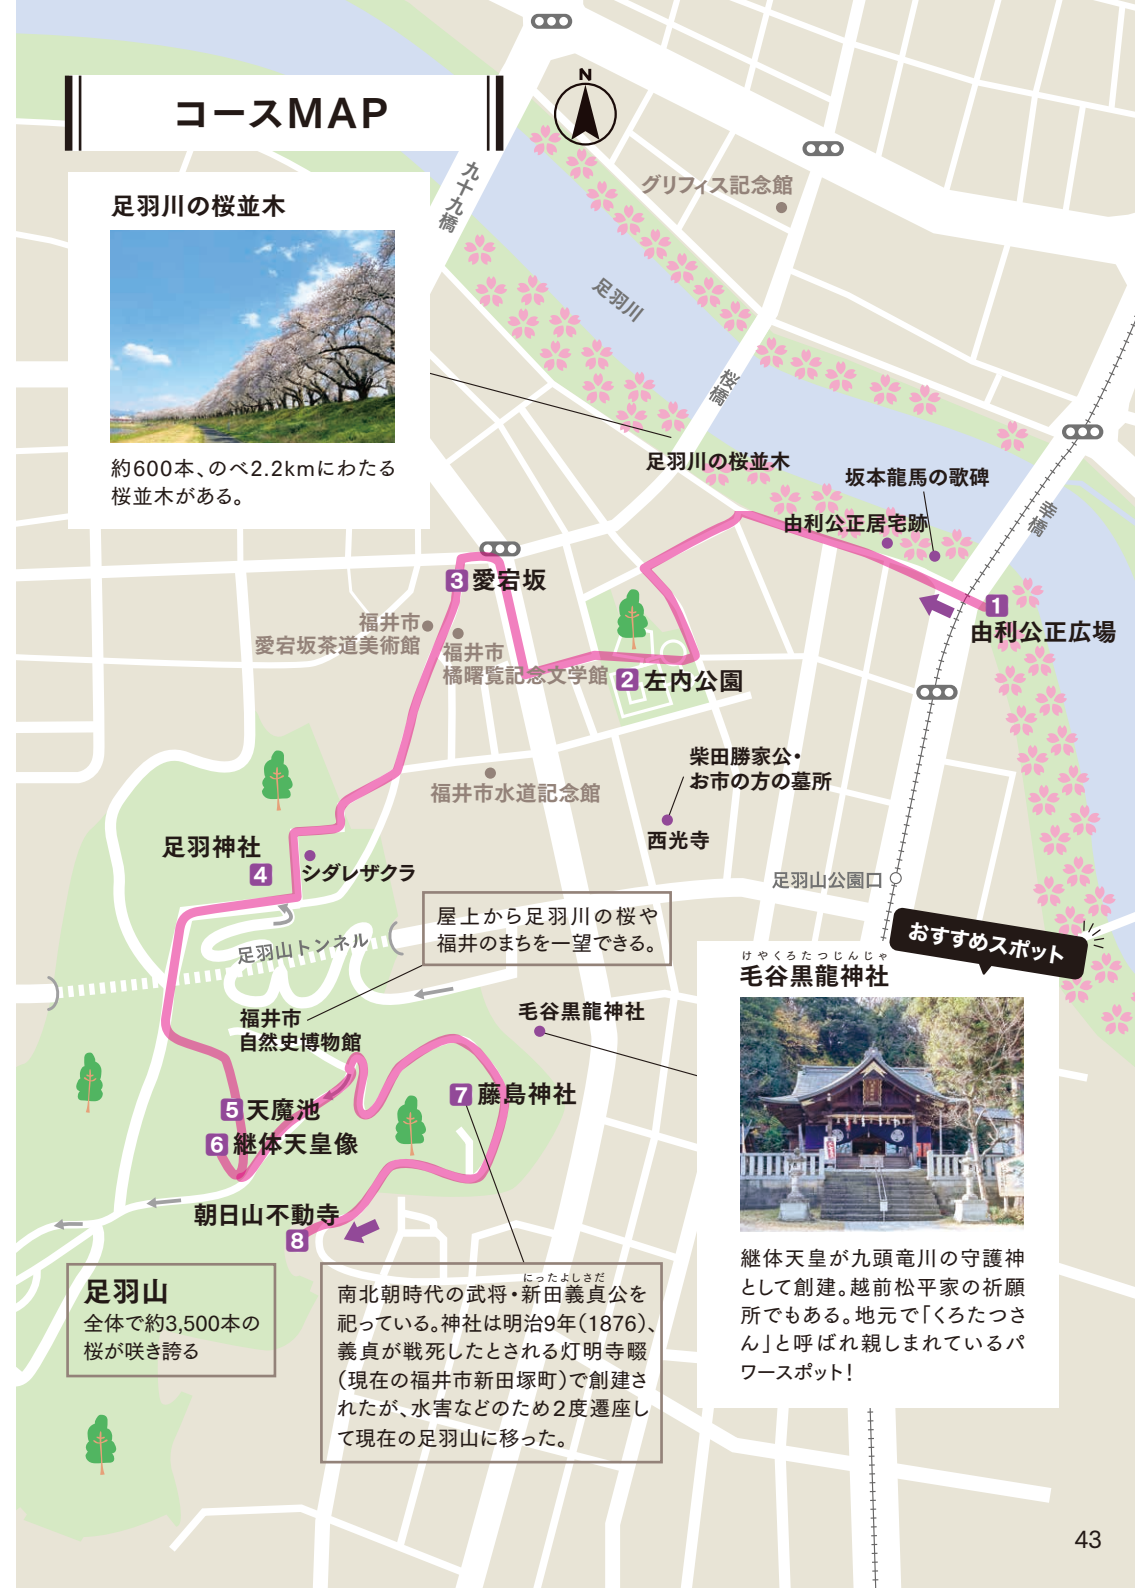 コースMAP
N
足羽川の桜並木
約600本、のべ2.2kmにわたる
桜並木がある。
九十九橋
グリフィス記念館
足羽川
桜橋
足羽川の桜並木
坂本龍馬の歌碑
由利公正居宅跡
幸橋
1
由利公正広場
3 愛宕坂
福井市
愛宕坂茶道美術館
福井市
橘曙覧記念文学館
2 左内公園
柴田勝家公・
お市の方の墓所
福井市水道記念館
西光寺
足羽神社
4
シダレザクラ
足羽山公園口
屋上から足羽川の桜や
福井のまちを一望できる。
足羽山トンネル
福井市
自然史博物館
毛谷黒龍神社
おすすめスポット
けやくろたつじんじゃ
毛谷黒龍神社
継体天皇が九頭竜川の守護神
として創建。越前松平家の祈願
所でもある。地元で「くろたつさ
ん」と呼ばれ親しまれているパ
ワースポット!
5 天魔池
6 継体天皇像
7 藤島神社
朝日山不動寺
8
足羽山
全体で約3,500本の
桜が咲き誇る
にったよしさだ
南北朝時代の武将・新田義貞公を
祀っている。神社は明治9年(1876)、
義貞が戦死したとされる灯明寺畷
(現在の福井市新田塚町)で創建さ
れたが、水害などのため2度遷座し
て現在の足羽山に移った。
43